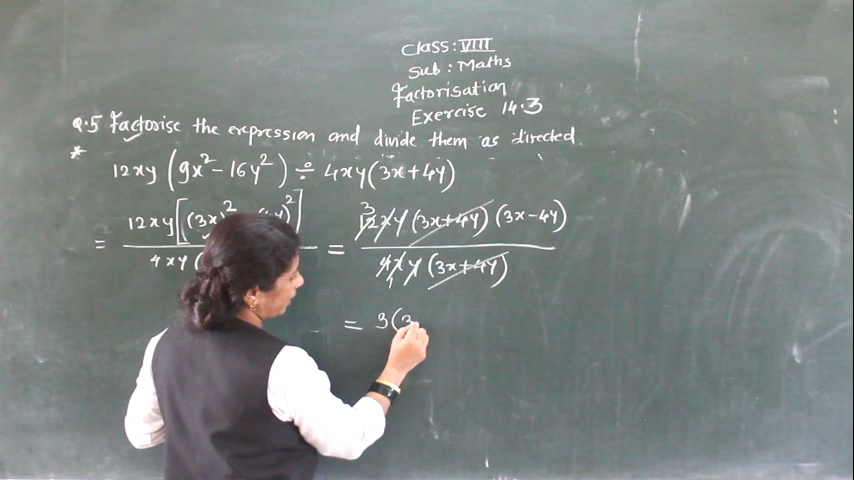 Class: VIII
Sub: Maths
Factorisation
Exercise 14.3
Q.5 Factorise the expression and divide them as directed.
* 12xy (9x² - 16y²) ÷ 4xy(3x+4y)
= 12xy[(3x)² y)²] / 4xy( = 3 12xy (3x+4y) (3x-4y) / 4xy (3x+4y) 1
= 3(3